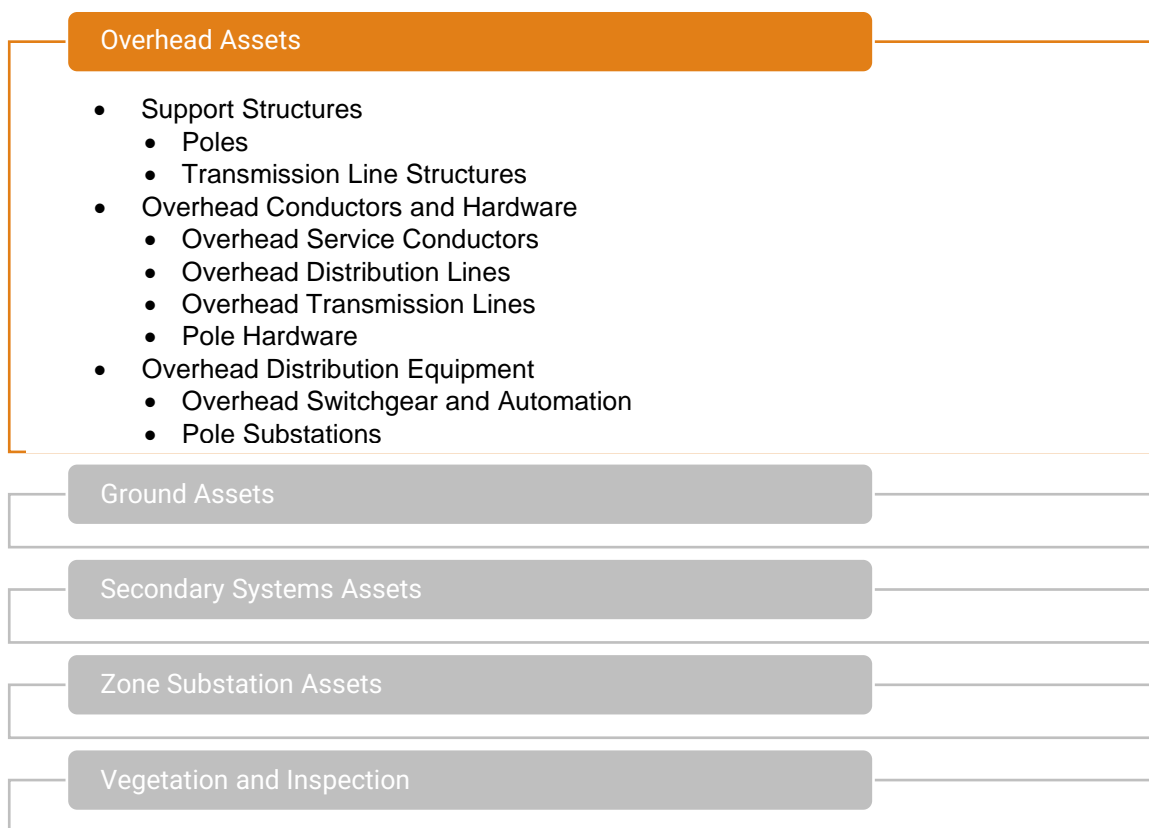 Overhead Assets
• Support Structures
• Poles
• Transmission Line Structures
• Overhead Conductors and Hardware
• Overhead Service Conductors
• Overhead Distribution Lines
• Overhead Transmission Lines
• Pole Hardware
• Overhead Distribution Equipment
• Overhead Switchgear and Automation
• Pole Substations
Ground Assets
Secondary Systems Assets
Zone Substation Assets
Vegetation and Inspection